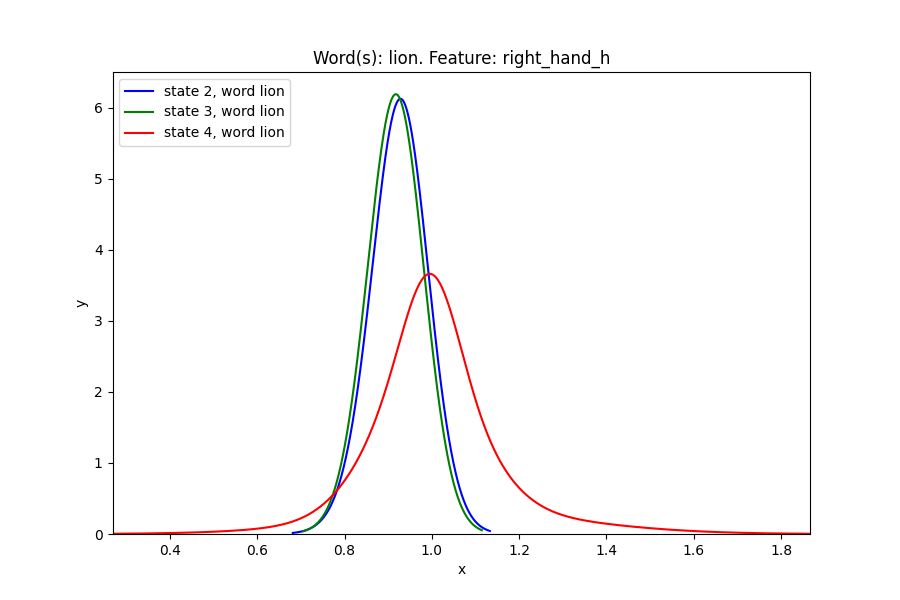 Word(s): lion. Feature: right_hand_h
state 2, word lion
state 3, word lion
state 4, word lion
y
6
5
4
3
2
1
0
0.4 0.6 0.8 1.0 1.2 1.4 1.6 1.8
x